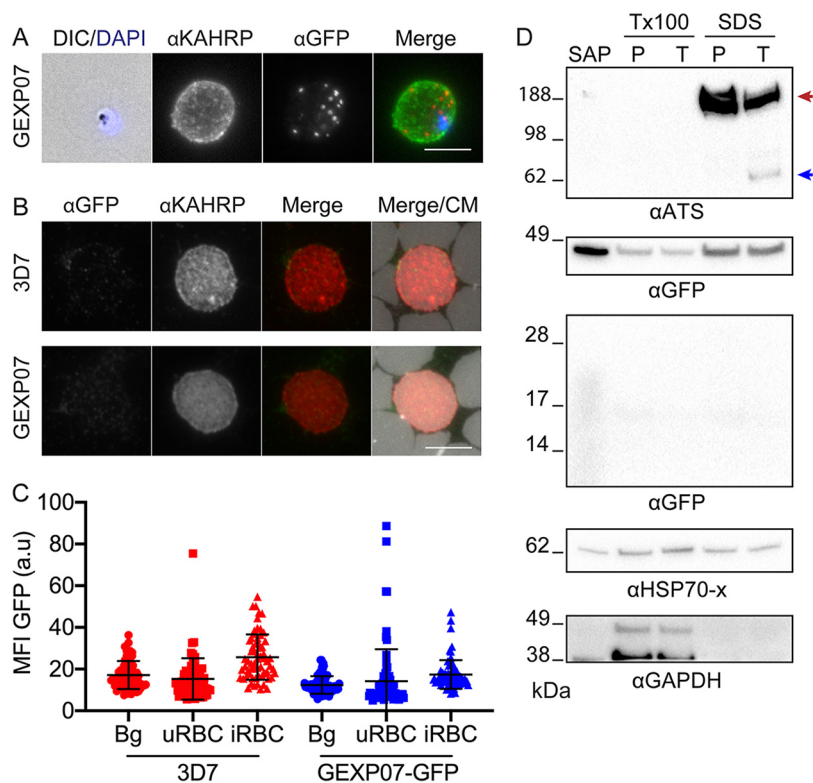 A
DIC/DAPI αKAHRP αGFP Merge
GEXP07
B
αGFP αKAHRP Merge Merge/CM
3D7
GEXP07
C
MFI GFP (a.u)
100
80
60
40
20
0
Bg uRBC iRBC Bg uRBC iRBC
3D7 GEXP07-GFP
D
Tx100 SDS
SAP P T P T
188
98
62
αATS
49
αGFP
28
17
14
αGFP
62
αHSP70-x
49
38
kDa αGAPDH